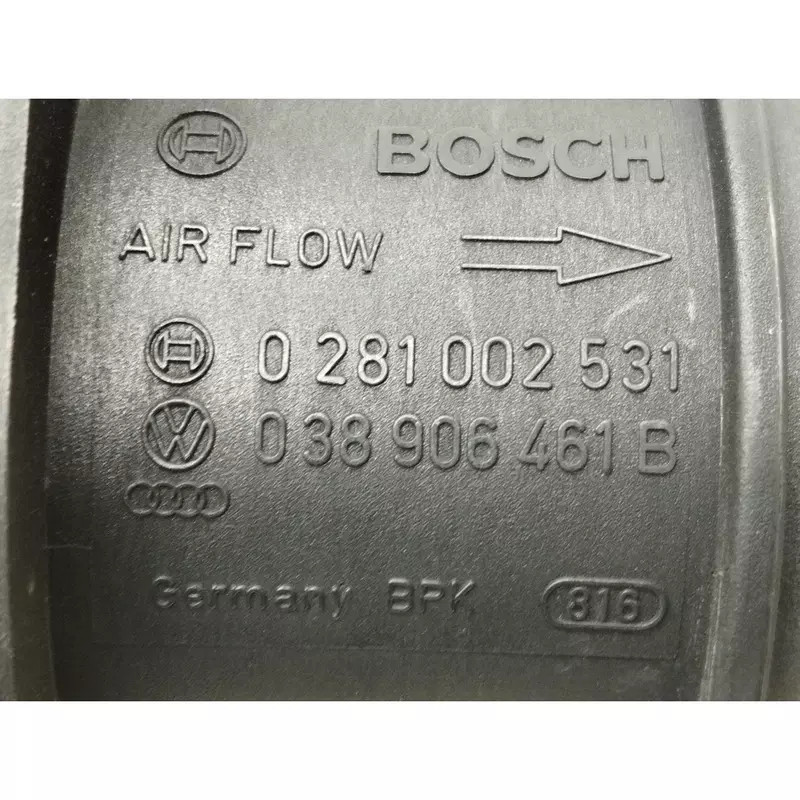 BOSCH
AIR FLOW
0 281 002 531
038 906 461 B
Germany BPK 816